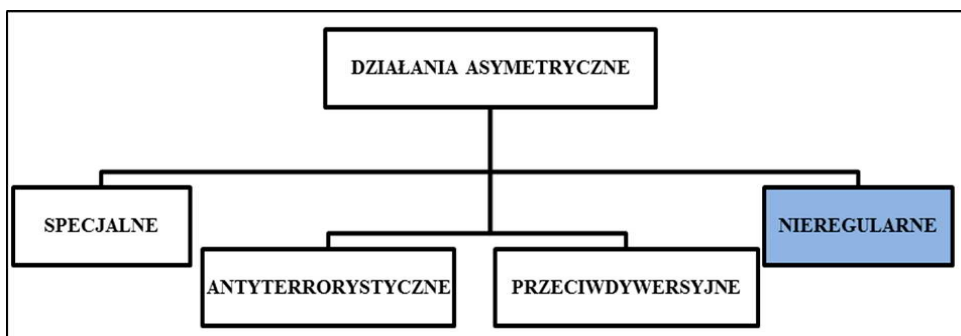 DZIAŁANIA ASYMETRYCZNE
SPECJALNE
NIEREGULARNE
ANTYTERRORYSTYCZNE
PRZECIWDYWERSYJNE